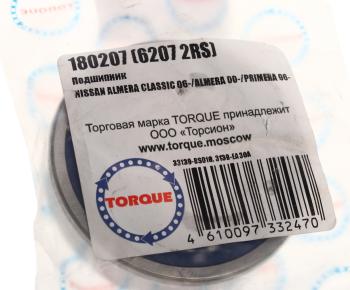 180207 (6207 2RS)
Подшипник
NISSAN ALMERA CLASSIC 06-/ALMERA 00-/PRIMERA 06-
Торговая марка TORQUE принадлежит
ООО «Торсион»
www.torque.moscow
TORQUE
4 610097 332470